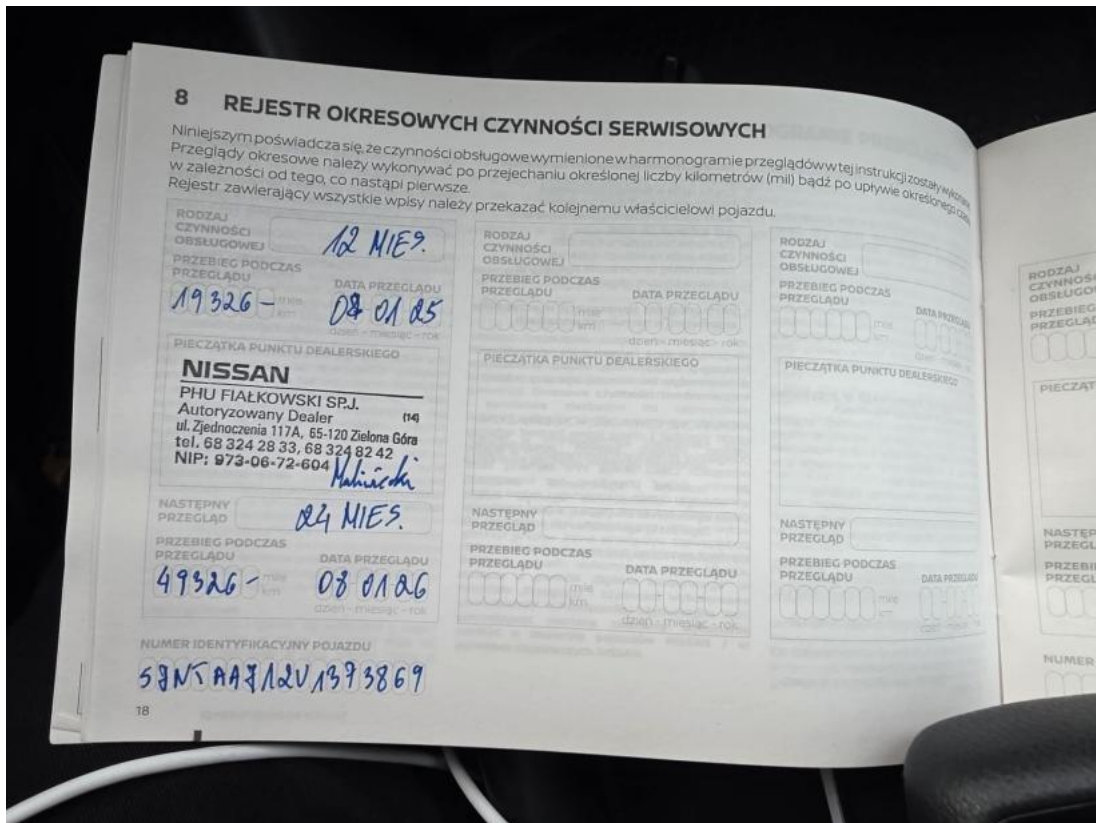 8 REJESTR OKRESOWYCH CZYNNOŚCI SERWISOWYCH
Niniejszym poświadcza się, że czynności obsługowe wymienione w harmonogramie przeglądów w tej instrukcji zostały wykonane.
Przeglądy okresowe należy wykonywać po przejechaniu określonej liczby kilometrów (mil) bądź po upływie określonego czasu
w zależności od tego, co nastąpi pierwsze.
Rejestr zawierający wszystkie wpisy należy przekazać kolejnemu właścicielowi pojazdu.
RODZAJ
CZYNNOŚCI
OBSŁUGOWEJ
12 MIES.
PRZEBIEG PODCZAS
PRZEGLĄDU
DATA PRZEGLĄDU
19326 -
mile
km
08 01 25
dzień - miesiąc - rok
PIECZĄTKA PUNKTU DEALERSKIEGO
NISSAN
PHU FIAŁKOWSKI SP.J.
Autoryzowany Dealer (14)
ul. Zjednoczenia 117A, 65-120 Zielona Góra
tel. 68 324 28 33, 68 324 82 42
NIP: 973-06-72-604
NASTĘPNY
PRZEGLĄD
24 MIES.
PRZEBIEG PODCZAS
PRZEGLĄDU
DATA PRZEGLĄDU
49326 -
mile
km
08 01 26
dzień - miesiąc - rok
NUMER IDENTYFIKACYJNY POJAZDU
SJNTAAJ12U1373869
18
RODZAJ
CZYNNOŚCI
OBSŁUGOWEJ
PRZEBIEG PODCZAS
PRZEGLĄDU
DATA PRZEGLĄDU
mile
km
dzień - miesiąc - rok
PIECZĄTKA PUNKTU DEALERSKIEGO
NASTĘPNY
PRZEGLĄD
PRZEBIEG PODCZAS
PRZEGLĄDU
DATA PRZEGLĄDU
mile
km
dzień - miesiąc - rok
RODZAJ
CZYNNOŚCI
OBSŁUGOWEJ
PRZEBIEG PODCZAS
PRZEGLĄDU
DATA PRZEGLĄDU
mile
km
PIECZĄTKA PUNKTU DEALERSKIEGO
NASTĘPNY
PRZEGLĄD
PRZEBIEG PODCZAS
PRZEGLĄDU
DATA PRZEGLĄDU
mile
RODZAJ
NUMER